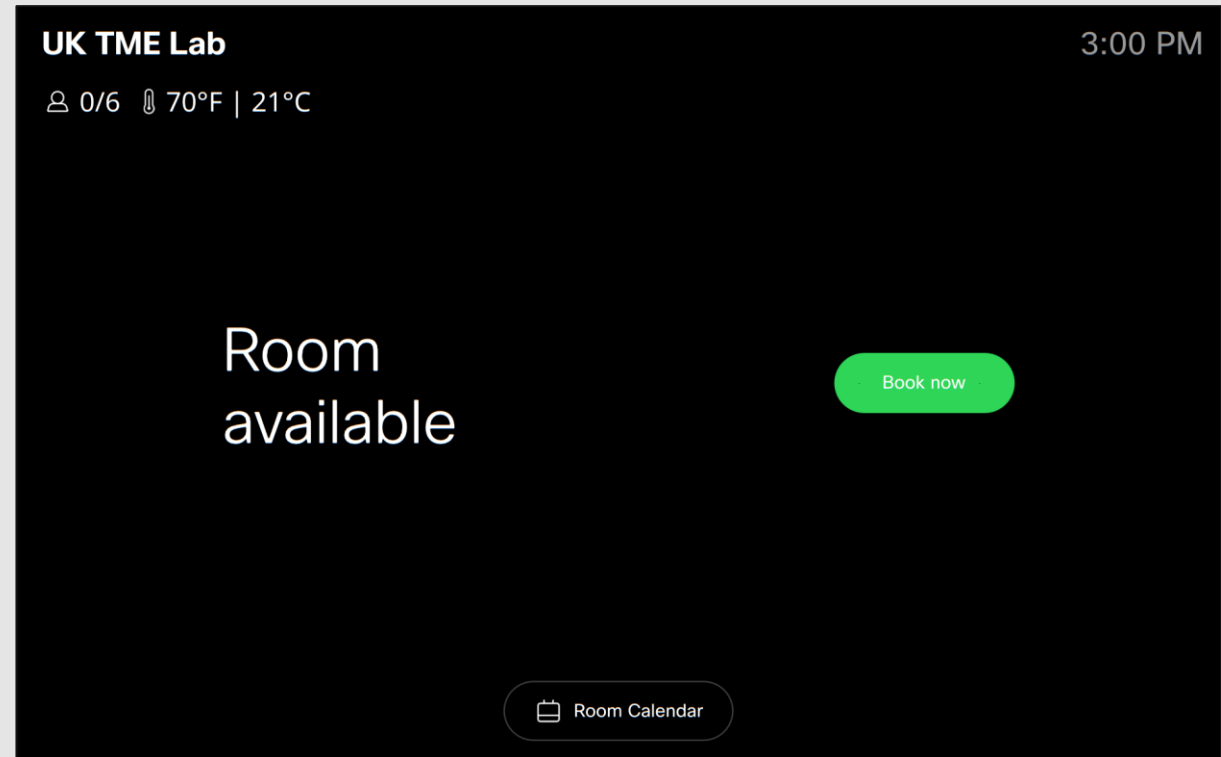 UK TME Lab
3:00 PM
0/6 70°F | 21°C
Room
available
Book now
Room Calendar